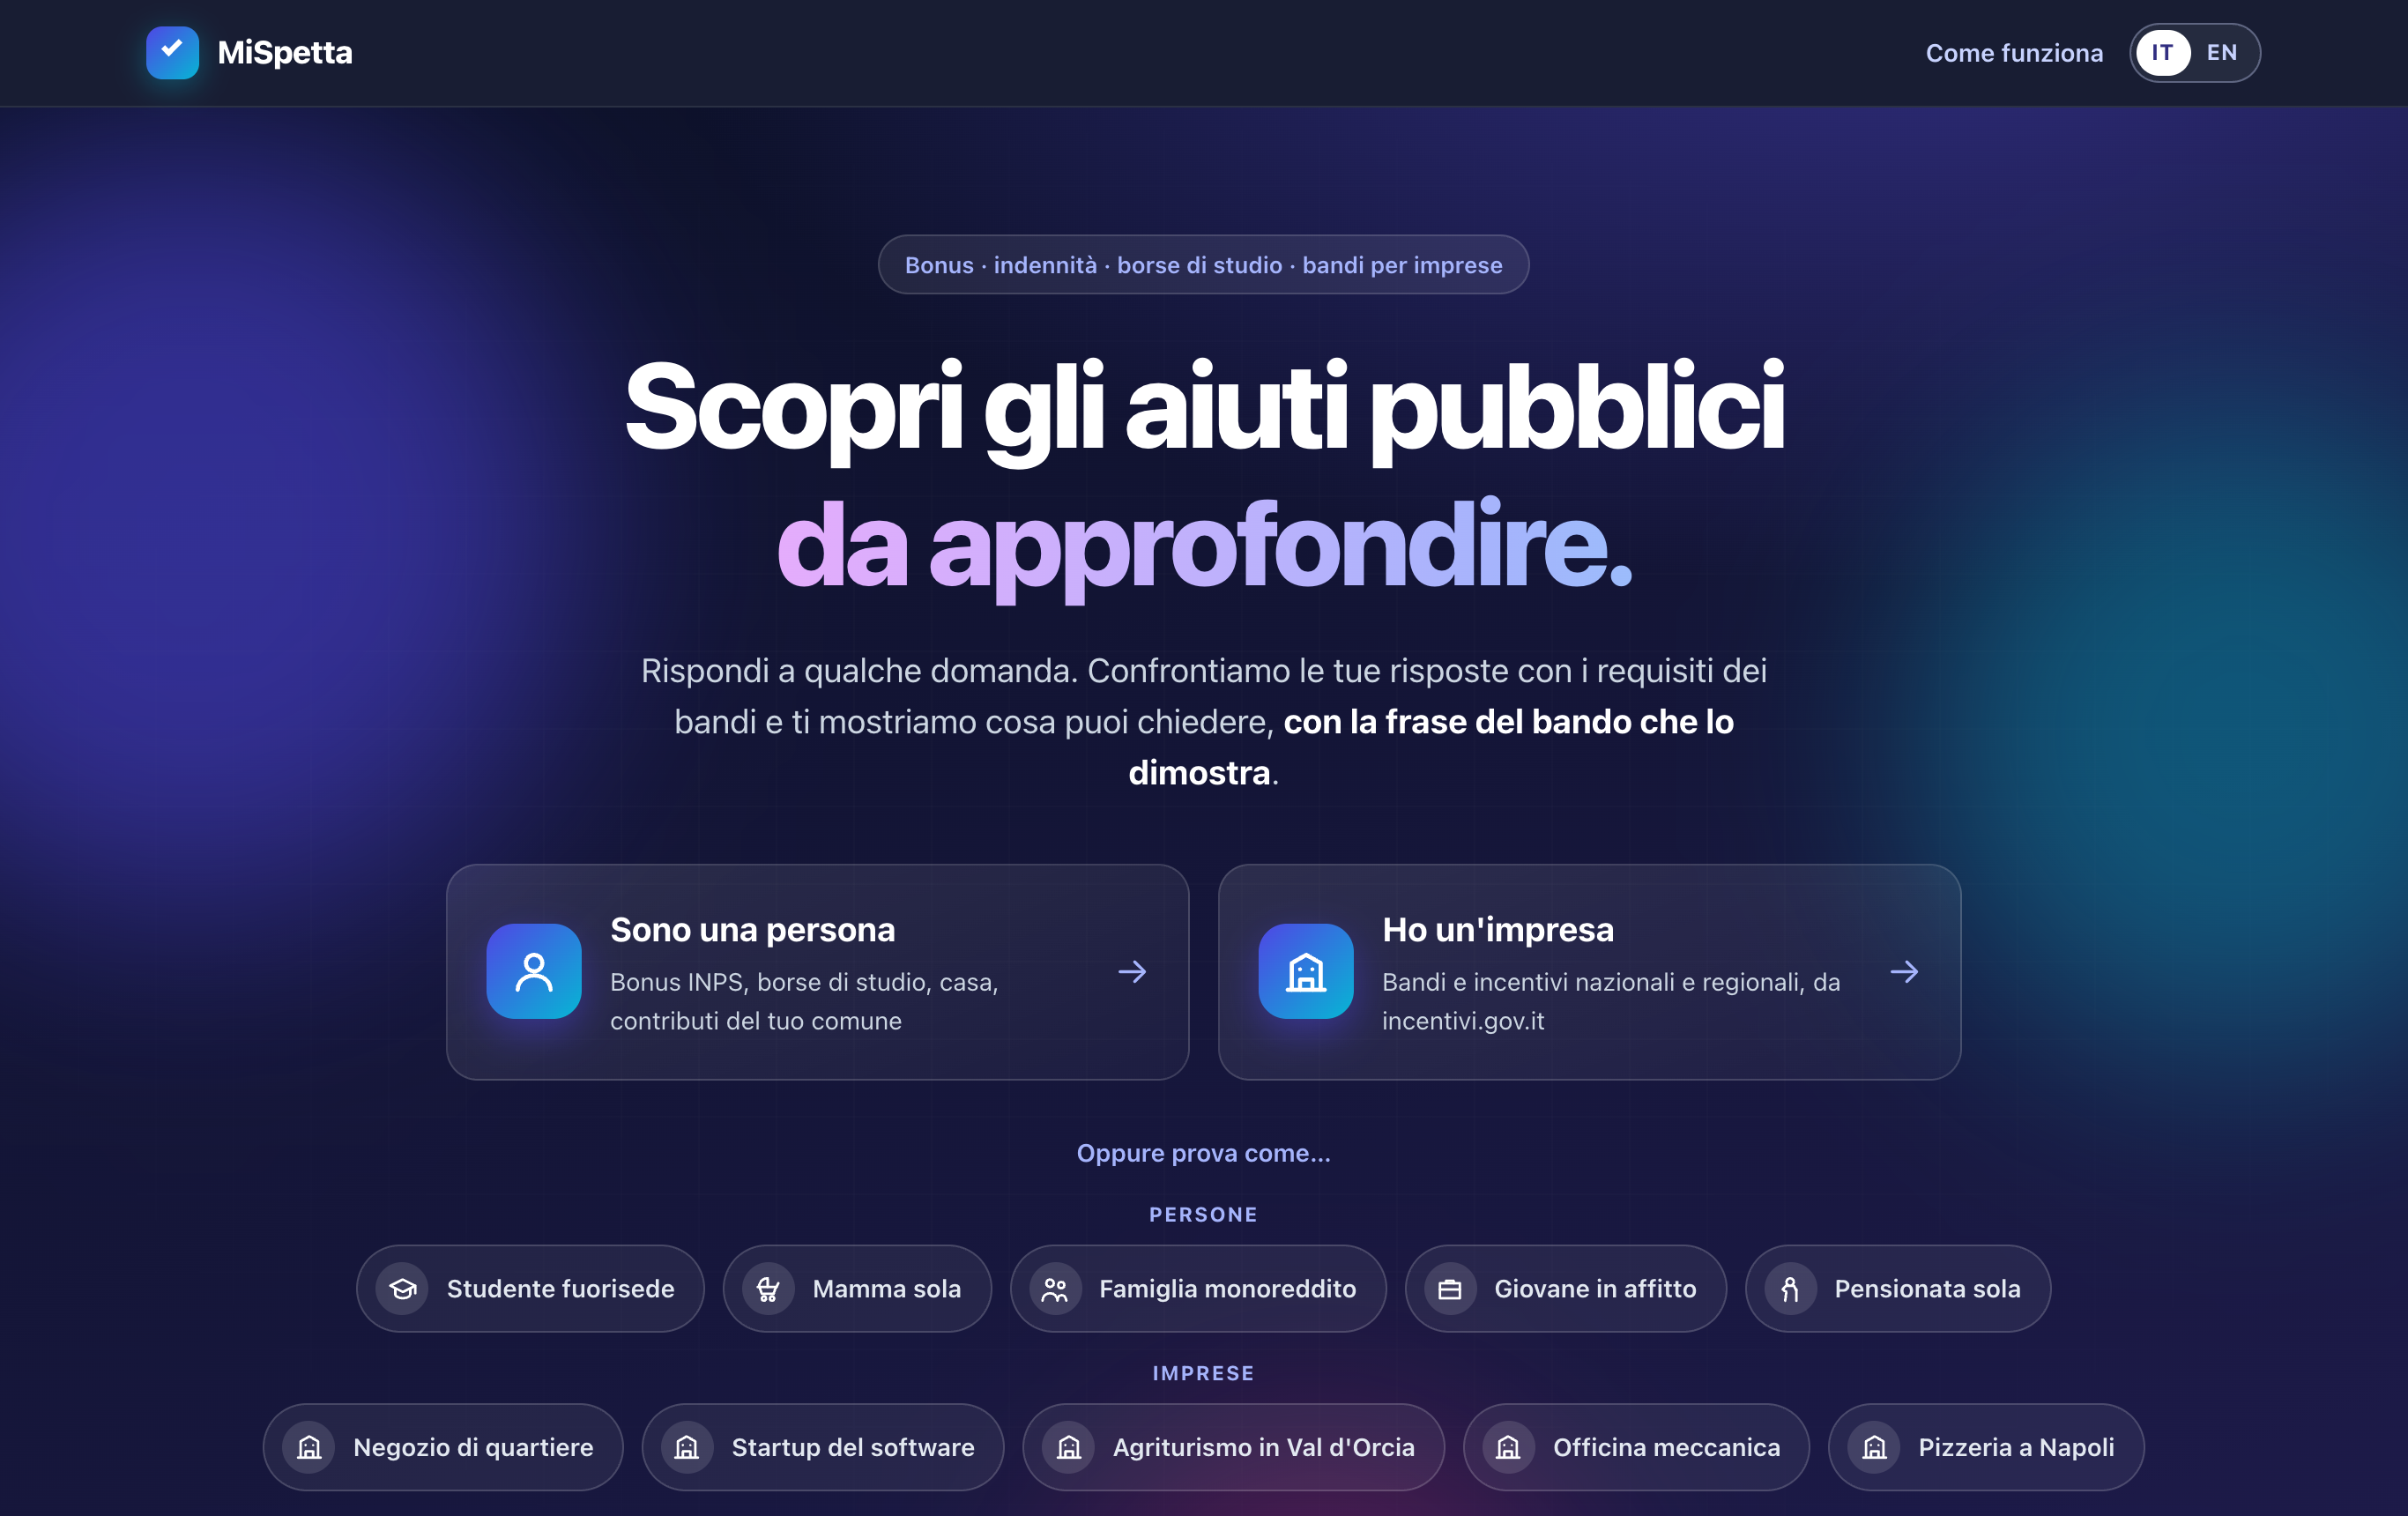 MiSpetta
Come funziona
IT EN
Bonus · indennità · borse di studio · bandi per imprese
Scopri gli aiuti pubblici
da approfondire.
Rispondi a qualche domanda. Confrontiamo le tue risposte con i requisiti dei
bandi e ti mostriamo cosa puoi chiedere, con la frase del bando che lo
dimostra.
Sono una persona
Bonus INPS, borse di studio, casa,
contributi del tuo comune
Ho un'impresa
Bandi e incentivi nazionali e regionali, da
incentivi.gov.it
Oppure prova come...
PERSONE
Studente fuorisede
Mamma sola
Famiglia monoreddito
Giovane in affitto
Pensionata sola
IMPRESE
Negozio di quartiere
Startup del software
Agriturismo in Val d'Orcia
Officina meccanica
Pizzeria a Napoli